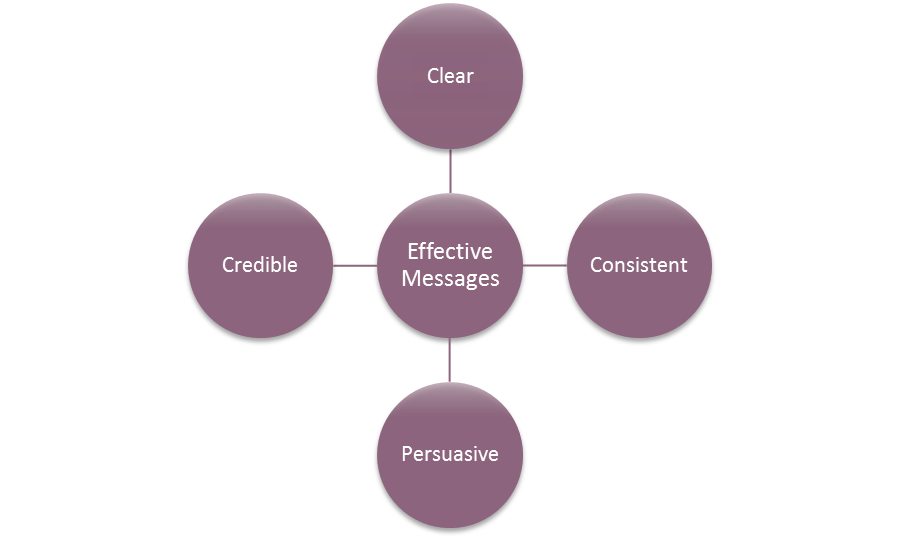 Clear
Credible
Effective
Messages
Consistent
Persuasive